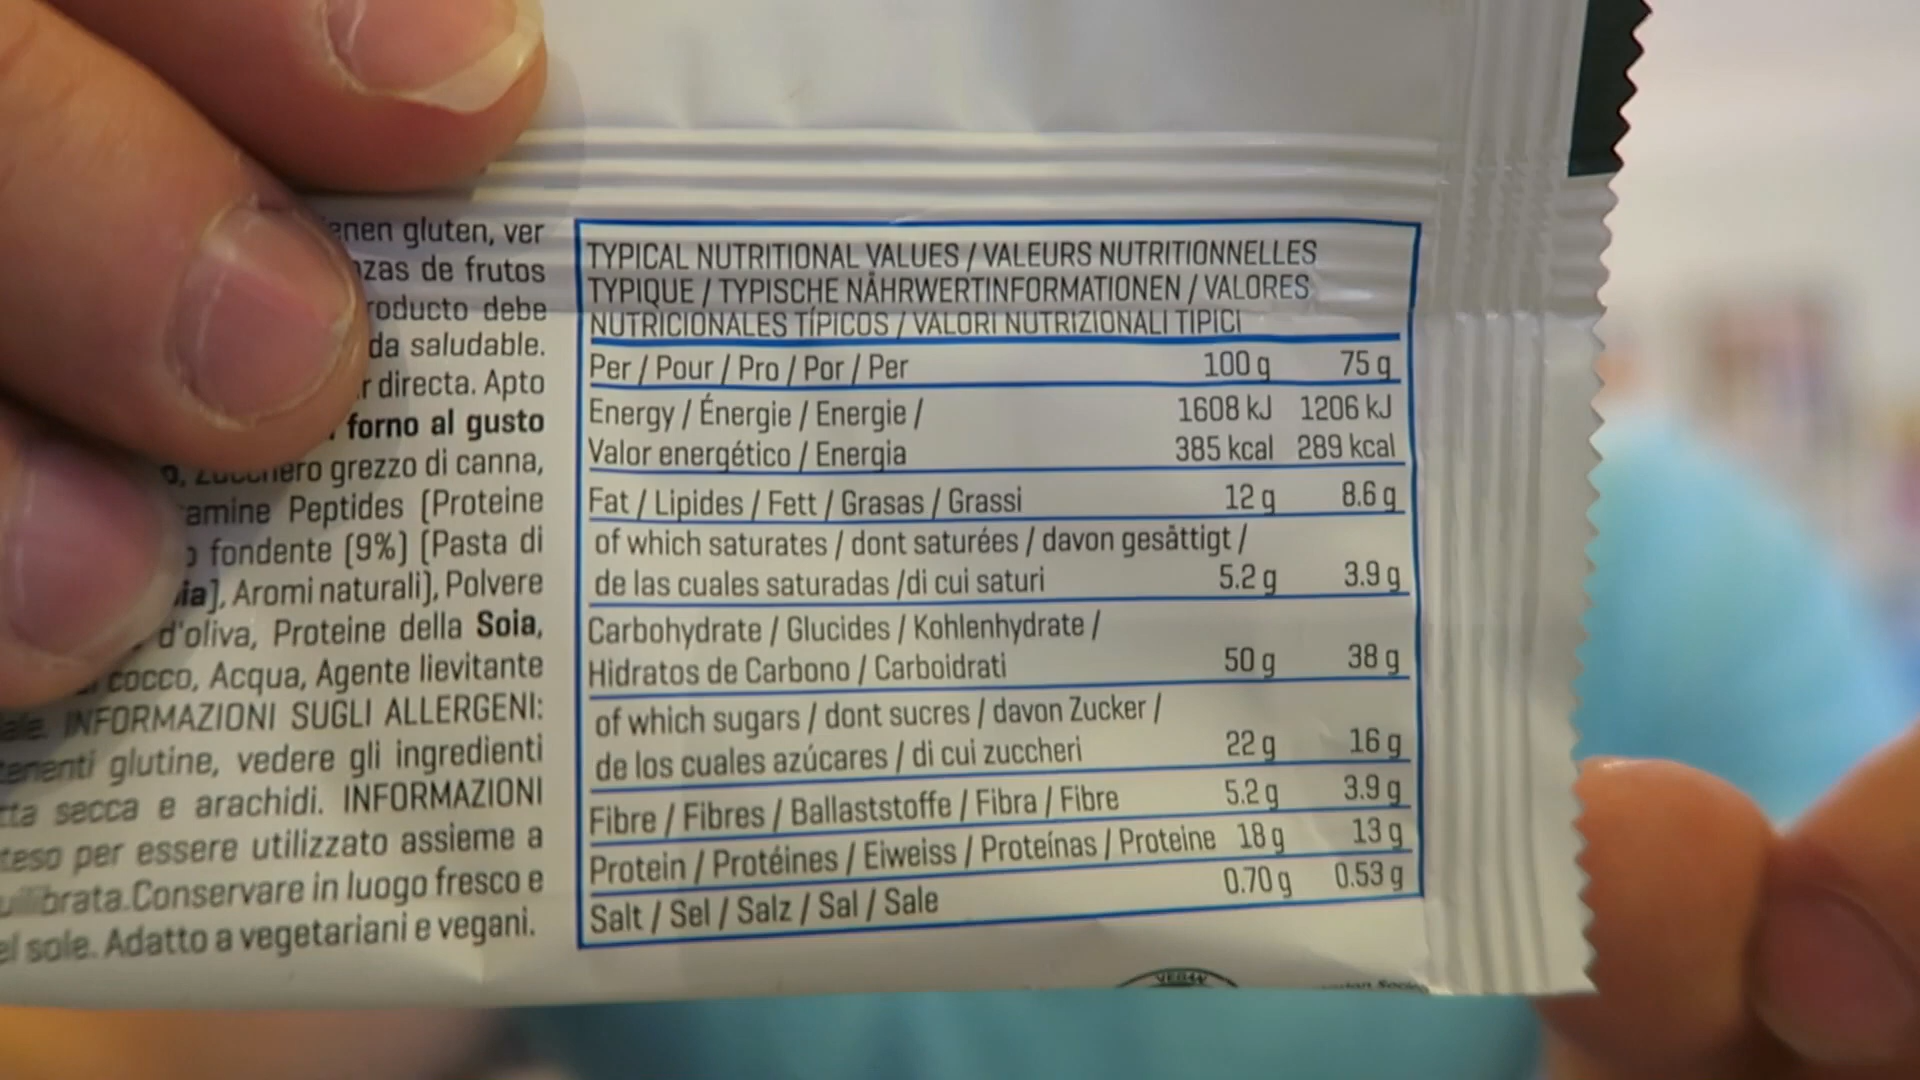 enen gluten, ver
zas de frutos
roducto debe
da saludable.
r directa. Apto
forno al gusto
grezzo di canna,
amine Peptides (Proteine
fondente (9%) (Pasta di
ia), Aromi naturali), Polvere
d'oliva, Proteine della Soia,
cocco, Acqua, Agente lievitante
INFORMAZIONI SUGLI ALLERGENI:
tenenti glutine, vedere gli ingredienti
tta secca e arachidi. INFORMAZIONI
teso per essere utilizzato assieme a
uilibrata.Conservare in luogo fresco e
el sole. Adatto a vegetariani e vegani.
TYPICAL NUTRITIONAL VALUES / VALEURS NUTRITIONNELLES
TYPIQUE / TYPISCHE NÄHRWERTINFORMATIONEN / VALORES
NUTRICIONALES TÍPICOS / VALORI NUTRIZIONALI TIPICI
Per / Pour / Pro / Por / Per 100 g 75 g
Energy / Énergie / Energie / 1608 kJ 1206 kJ
Valor energético / Energia 385 kcal 289 kcal
Fat / Lipides / Fett / Grasas / Grassi 12 g 8.6 g
of which saturates / dont saturées / davon gesättigt /
de las cuales saturadas /di cui saturi 5.2 g 3.9 g
Carbohydrate / Glucides / Kohlenhydrate /
Hidratos de Carbono / Carboidrati 50 g 38 g
of which sugars / dont sucres / davon Zucker /
de los cuales azúcares / di cui zuccheri 22 g 16 g
Fibre / Fibres / Ballaststoffe / Fibra / Fibre 5.2 g 3.9 g
Protein / Protéines / Eiweiss / Proteínas / Proteine 18 g 13 g
Salt / Sel / Salz / Sal / Sale 0.70 g 0.53 g
VEGAN